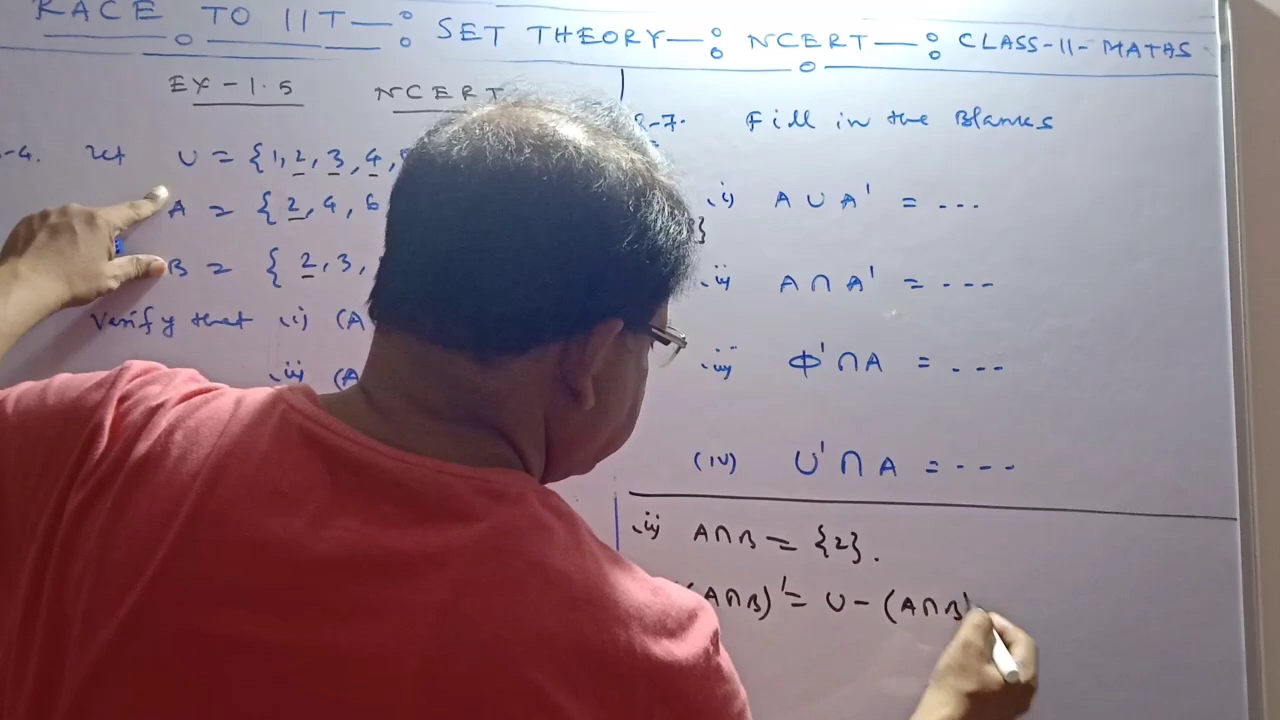 RACE TO IIT—: SET THEORY—: NCERT—: CLASS-11-MATHS
EX-1.5 NCERT
-4. Let U = {1, 2, 3, 4,
A = {2, 4, 6
B = {2, 3,
Verify that (i) (A
(ii) (A
-7. Fill in the Blanks
(i) A ∪ A' = ...
(ii) A ∩ A' = ---
(iii) Φ' ∩ A = ---
(iv) U' ∩ A = ---
(ii) A∩B = {2}.
(A∩B)' = U - (A∩B)